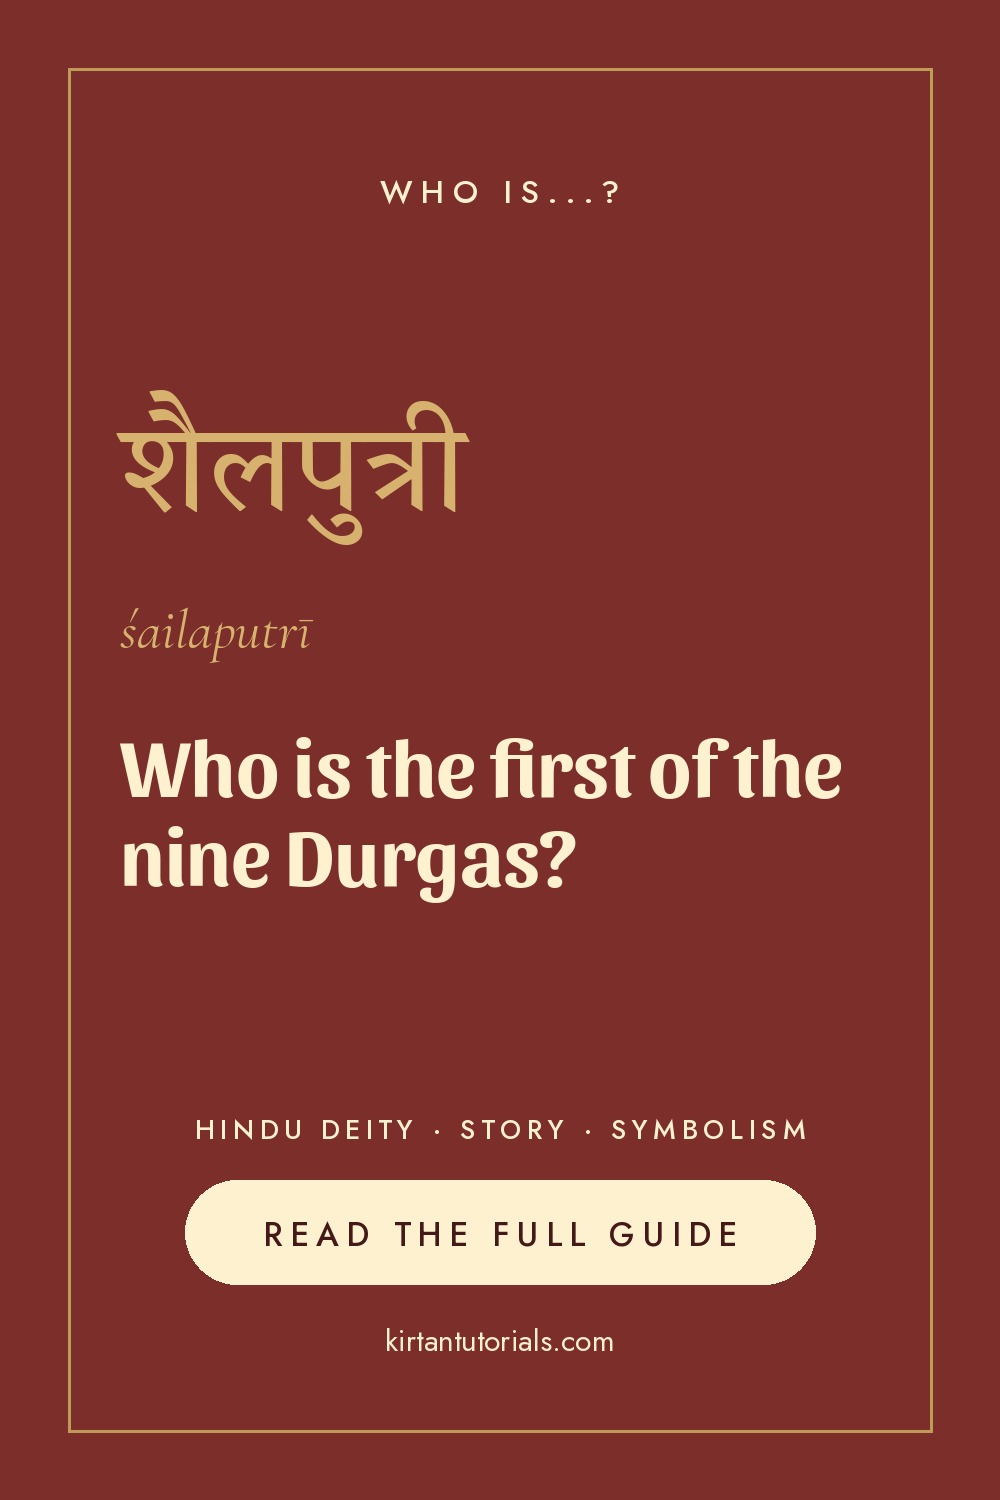 WHO IS...?
शैलपुत्री
śailaputrī
Who is the first of the
nine Durgas?
HINDU DEITY · STORY · SYMBOLISM
READ THE FULL GUIDE
kirtantutorials.com